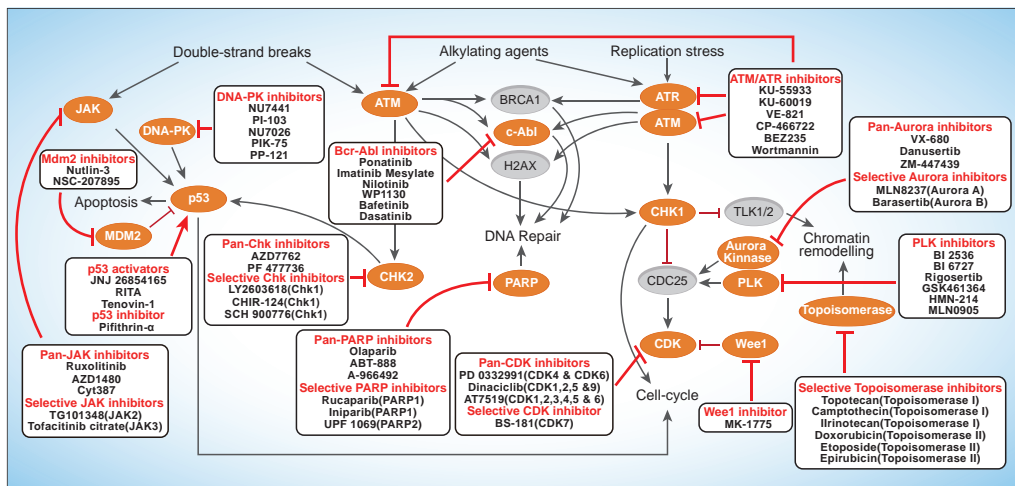 Double-strand breaks
Alkylating agents
Replication stress
JAK
DNA-PK
DNA-PK inhibitors
NU7441
PI-103
NU7026
PIK-75
PP-121
ATM
BRCA1
c-Abl
H2AX
ATR
ATM
ATM/ATR inhibitors
KU-55933
KU-60019
VE-821
CP-466722
BEZ235
Wortmannin
Pan-Aurora inhibitors
VX-680
Danusertib
ZM-447439
Selective Aurora inhibitors
MLN8237(Aurora A)
Barasertib(Aurora B)
Mdm2 inhibitors
Nutlin-3
NSC-207895
Bcr-Abl inhibitors
Ponatinib
Imatinib Mesylate
Nilotinib
WP1130
Bafetinib
Dasatinib
Apoptosis
p53
MDM2
CHK1
TLK1/2
DNA Repair
Chromatin
remodelling
Aurora
Kinnase
p53 activators
JNJ 26854165
RITA
Tenovin-1
p53 inhibitor
Pifithrin-α
Pan-Chk inhibitors
AZD7762
PF 477736
Selective Chk inhibitors
LY2603618(Chk1)
CHIR-124(Chk1)
SCH 900776(Chk1)
CHK2
PARP
CDC25
PLK
PLK inhibitors
BI 2536
BI 6727
Rigosertib
GSK461364
HMN-214
MLN0905
Topoisomerase
CDK
Wee1
Pan-JAK inhibitors
Ruxolitinib
AZD1480
Cyt387
Selective JAK inhibitors
TG101348(JAK2)
Tofacitinib citrate(JAK3)
Pan-PARP inhibitors
Olaparib
ABT-888
A-966492
Selective PARP inhibitors
Rucaparib(PARP1)
Iniparib(PARP1)
UPF 1069(PARP2)
Pan-CDK inhibitors
PD 0332991(CDK4 & CDK6)
Dinaciclib(CDK1,2,5 &9)
AT7519(CDK1,2,3,4,5 & 6)
Selective CDK inhibitor
BS-181(CDK7)
Cell-cycle
Wee1 inhibitor
MK-1775
Selective Topoisomerase inhibitors
Topotecan(Topoisomerase I)
Camptothecin(Topoisomerase I)
IIrinotecan(Topoisomerase I)
Doxorubicin(Topoisomerase II)
Etoposide(Topoisomerase II)
Epirubicin(Topoisomerase II)